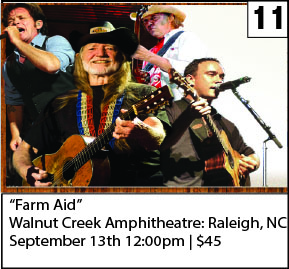 11
“Farm Aid”
Walnut Creek Amphitheatre: Raleigh, NC
September 13th 12:00pm | $45